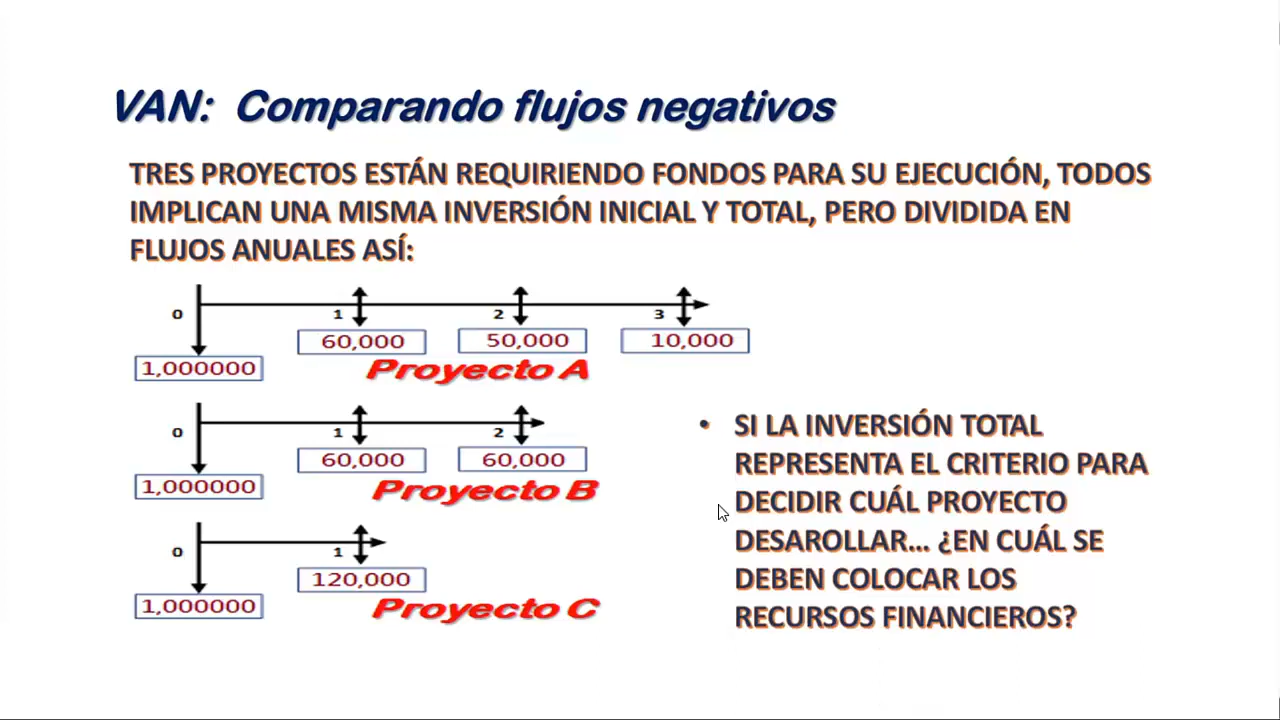 VAN: Comparando flujos negativos
TRES PROYECTOS ESTÁN REQUIRIENDO FONDOS PARA SU EJECUCIÓN, TODOS
IMPLICAN UNA MISMA INVERSIÓN INICIAL Y TOTAL, PERO DIVIDIDA EN
FLUJOS ANUALES ASÍ:
0 1 2 3
60,000 50,000 10,000
1,000000 Proyecto A
0 1 2
60,000 60,000
1,000000 Proyecto B
0 1
120,000
1,000000 Proyecto C
• SI LA INVERSIÓN TOTAL
REPRESENTA EL CRITERIO PARA
DECIDIR CUÁL PROYECTO
DESAROLLAR... ¿EN CUÁL SE
DEBEN COLOCAR LOS
RECURSOS FINANCIEROS?